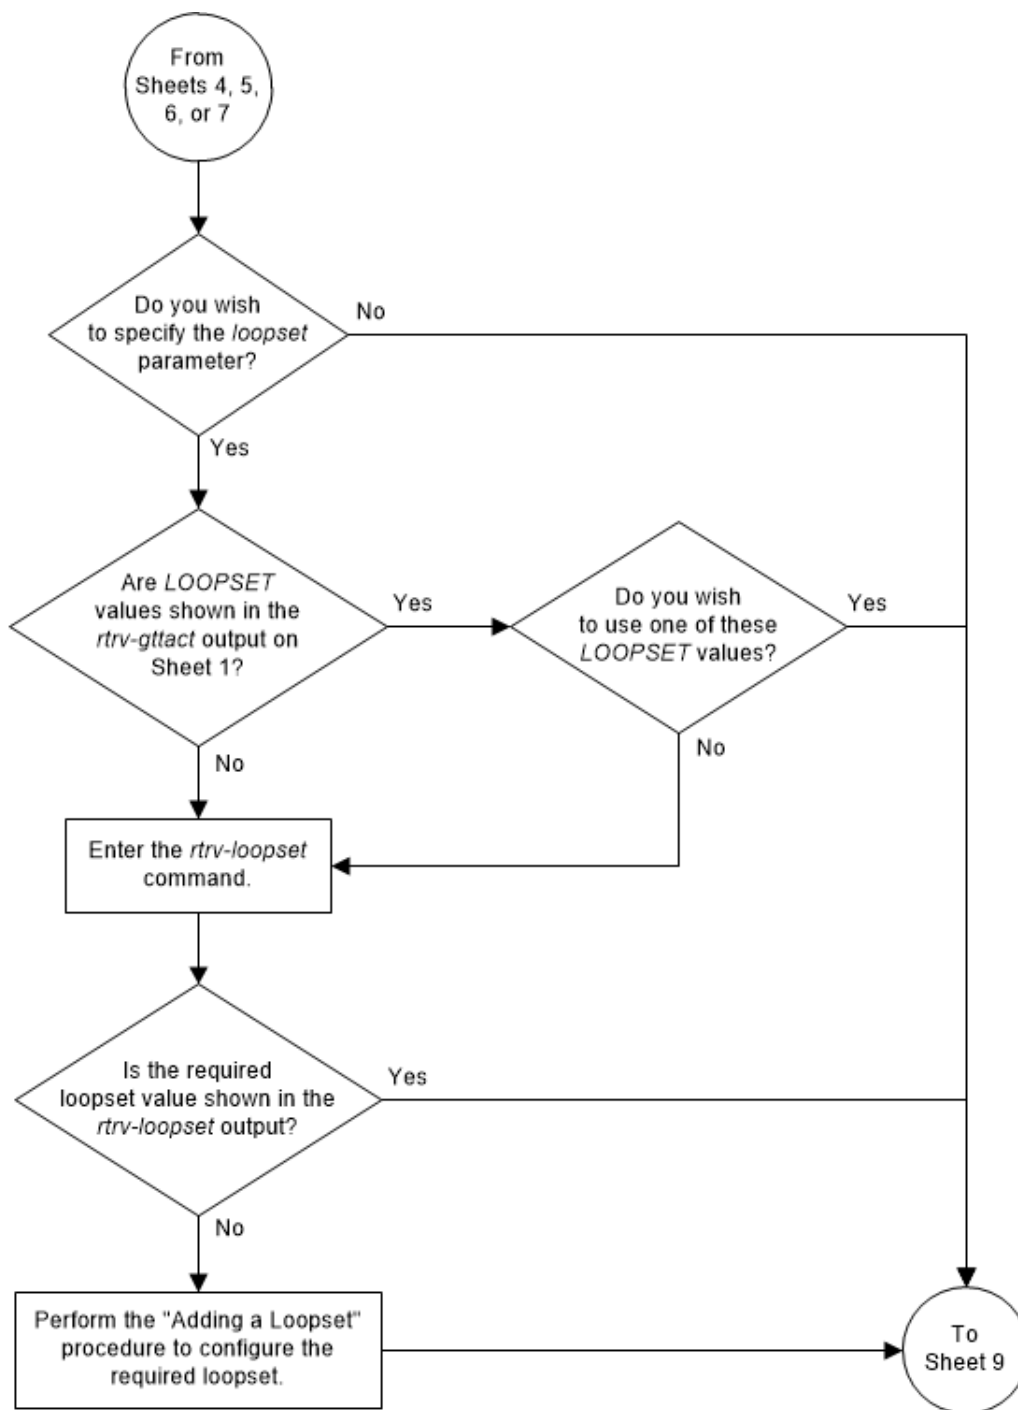 From
Sheets 4, 5,
6, or 7
Do you wish
to specify the loopset
parameter?
No
Yes
Are LOOPSET
values shown in the
rtrv-gttact output on
Sheet 1?
Yes
Do you wish
to use one of these
LOOPSET values?
Yes
No
No
Enter the rtrv-loopset
command.
Is the required
loopset value shown in the
rtrv-loopset output?
Yes
No
Perform the "Adding a Loopset"
procedure to configure the
required loopset.
To
Sheet 9